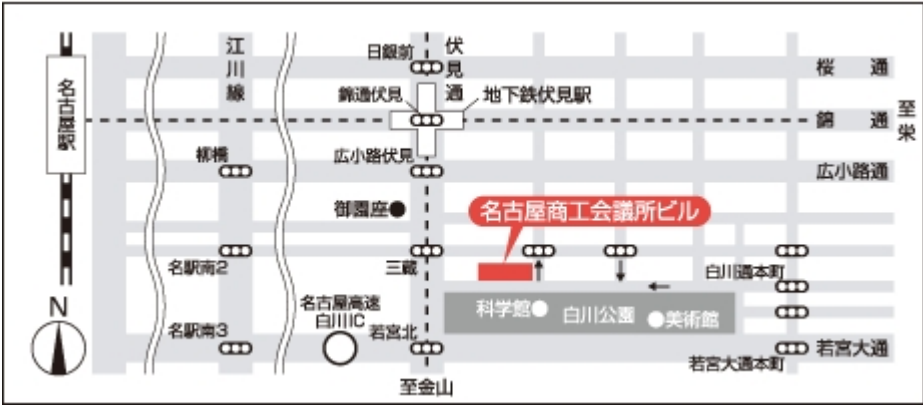 日銀前
江川線
伏見通
桜通
名古屋駅
錦通伏見
地下鉄伏見駅
錦通
至栄
柳橋
広小路伏見
広小路通
御園座
名古屋商工会議所ビル
名駅南2
三蔵
白川通本町
名古屋高速
白川IC
科学館
白川公園
美術館
N
名駅南3
若宮北
若宮大通
若宮大通本町
至金山